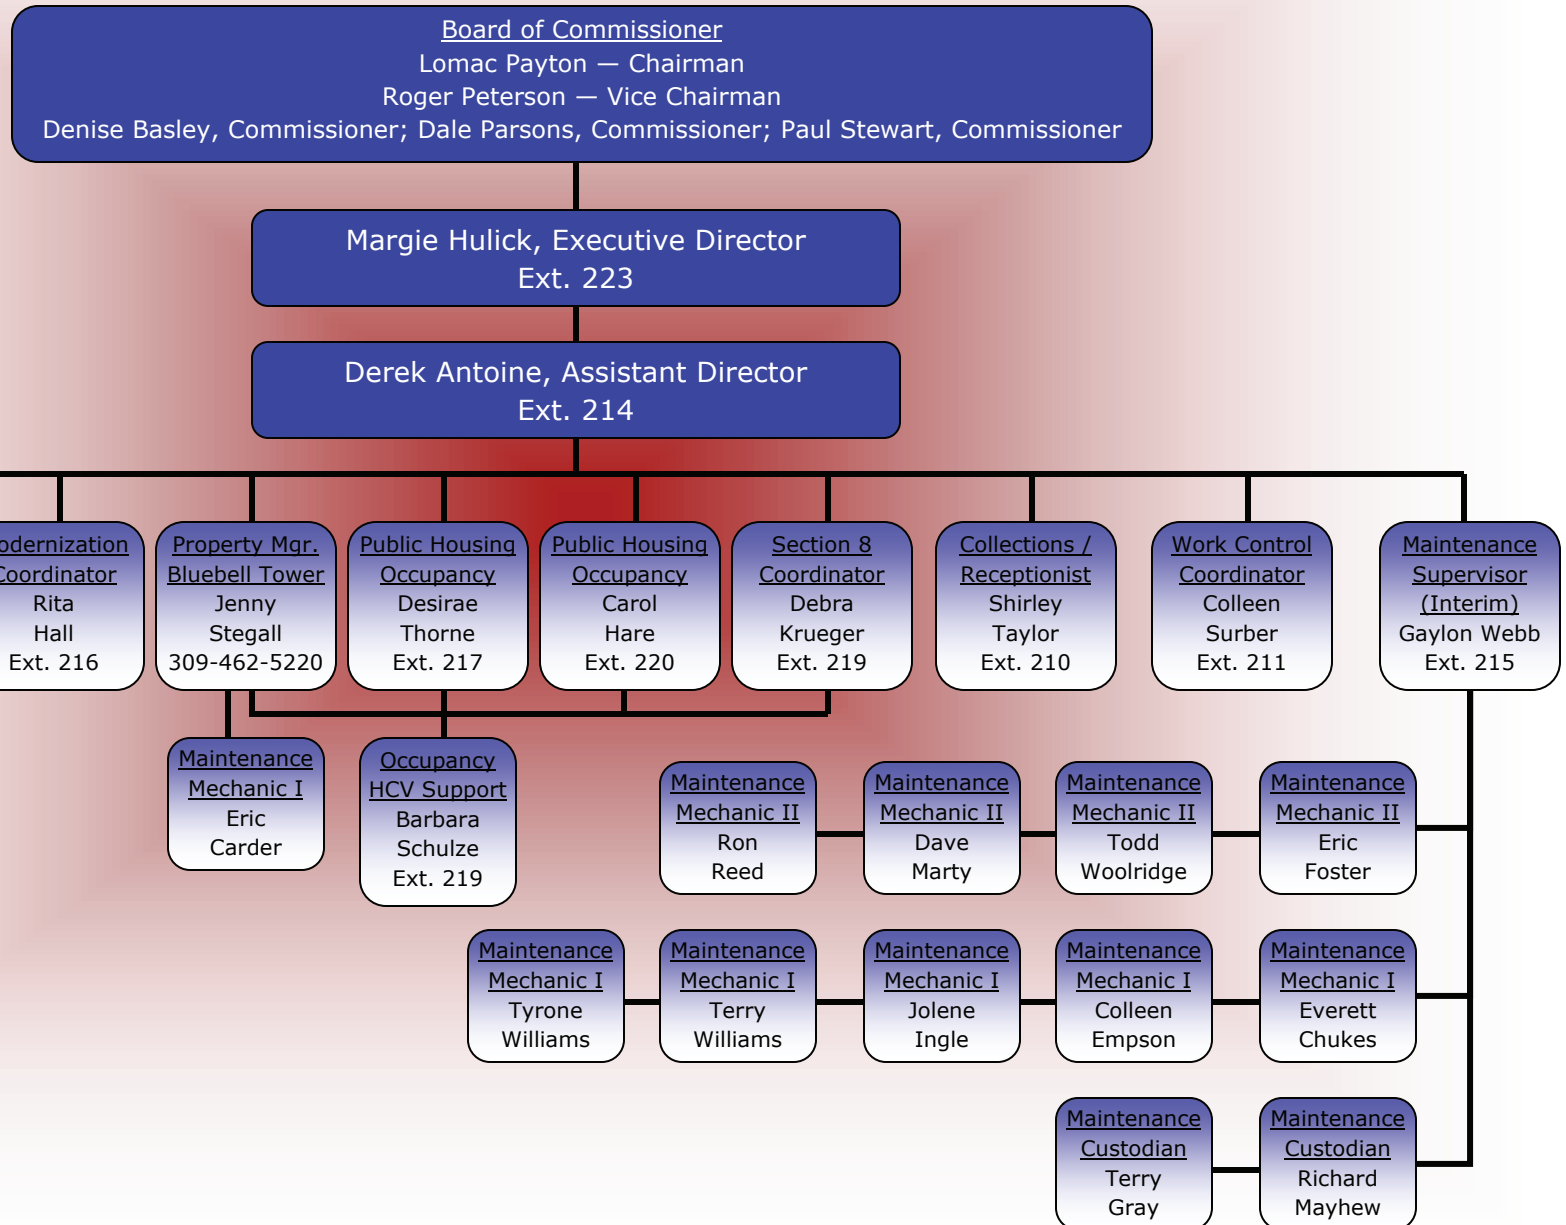 Board of Commissioner
Lomac Payton — Chairman
Roger Peterson — Vice Chairman
Denise Basley, Commissioner; Dale Parsons, Commissioner; Paul Stewart, Commissioner
Margie Hulick, Executive Director
Ext. 223
Derek Antoine, Assistant Director
Ext. 214
odernization
Coordinator
Rita
Hall
Ext. 216
Property Mgr.
Bluebell Tower
Jenny
Stegall
309-462-5220
Public Housing
Occupancy
Desirae
Thorne
Ext. 217
Public Housing
Occupancy
Carol
Hare
Ext. 220
Section 8
Coordinator
Debra
Krueger
Ext. 219
Collections /
Receptionist
Shirley
Taylor
Ext. 210
Work Control
Coordinator
Colleen
Surber
Ext. 211
Maintenance
Supervisor
(Interim)
Gaylon Webb
Ext. 215
Maintenance
Mechanic I
Eric
Carder
Occupancy
HCV Support
Barbara
Schulze
Ext. 219
Maintenance
Mechanic II
Ron
Reed
Maintenance
Mechanic II
Dave
Marty
Maintenance
Mechanic II
Todd
Woolridge
Maintenance
Mechanic II
Eric
Foster
Maintenance
Mechanic I
Tyrone
Williams
Maintenance
Mechanic I
Terry
Williams
Maintenance
Mechanic I
Jolene
Ingle
Maintenance
Mechanic I
Colleen
Empson
Maintenance
Mechanic I
Everett
Chukes
Maintenance
Custodian
Terry
Gray
Maintenance
Custodian
Richard
Mayhew